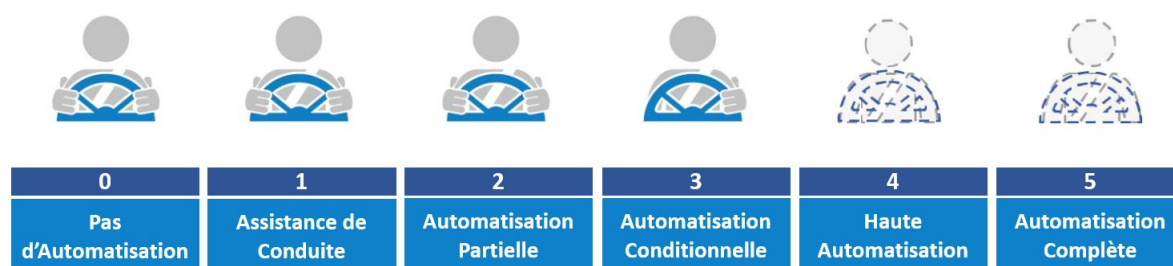 0
1
2
3
4
5
Pas
d’Automatisation
Assistance de
Conduite
Automatisation
Partielle
Automatisation
Conditionnelle
Haute
Automatisation
Automatisation
Complète